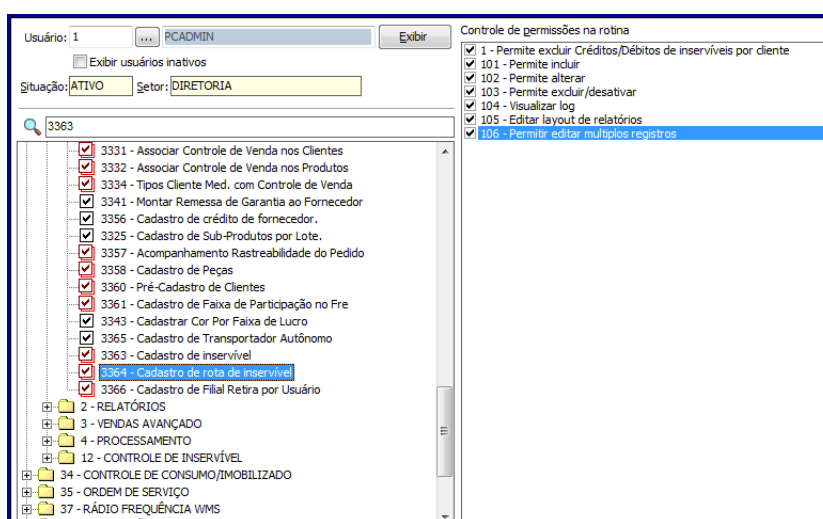 Usuário: 1 ... PCADMIN Exibir
Exibir usuários inativos
Situação: ATIVO Setor: DIRETORIA
3363
3331 - Associar Controle de Venda nos Clientes
3332 - Associar Controle de Venda nos Produtos
3334 - Tipos Cliente Med. com Controle de Venda
3341 - Montar Remessa de Garantia ao Fornecedor
3356 - Cadastro de crédito de fornecedor.
3325 - Cadastro de Sub-Produtos por Lote.
3357 - Acompanhamento Rastreabilidade do Pedido
3358 - Cadastro de Peças
3360 - Pré-Cadastro de Clientes
3361 - Cadastro de Faixa de Participação no Fre
3343 - Cadastrar Cor Por Faixa de Lucro
3365 - Cadastro de Transportador Autônomo
3363 - Cadastro de inservível
3364 - Cadastro de rota de inservível
3366 - Cadastro de Filial Retira por Usuário
2 - RELATÓRIOS
3 - VENDAS AVANÇADO
4 - PROCESSAMENTO
12 - CONTROLE DE INSERVÍVEL
34 - CONTROLE DE CONSUMO/IMOBILIZADO
35 - ORDEM DE SERVIÇO
37 - RÁDIO FREQUÊNCIA WMS
Controle de permissões na rotina
1 - Permite excluir Créditos/Débitos de inservíveis por cliente
101 - Permite incluir
102 - Permite alterar
103 - Permite excluir/desativar
104 - Visualizar log
105 - Editar layout de relatórios
106 - Permitir editar multiplos registros